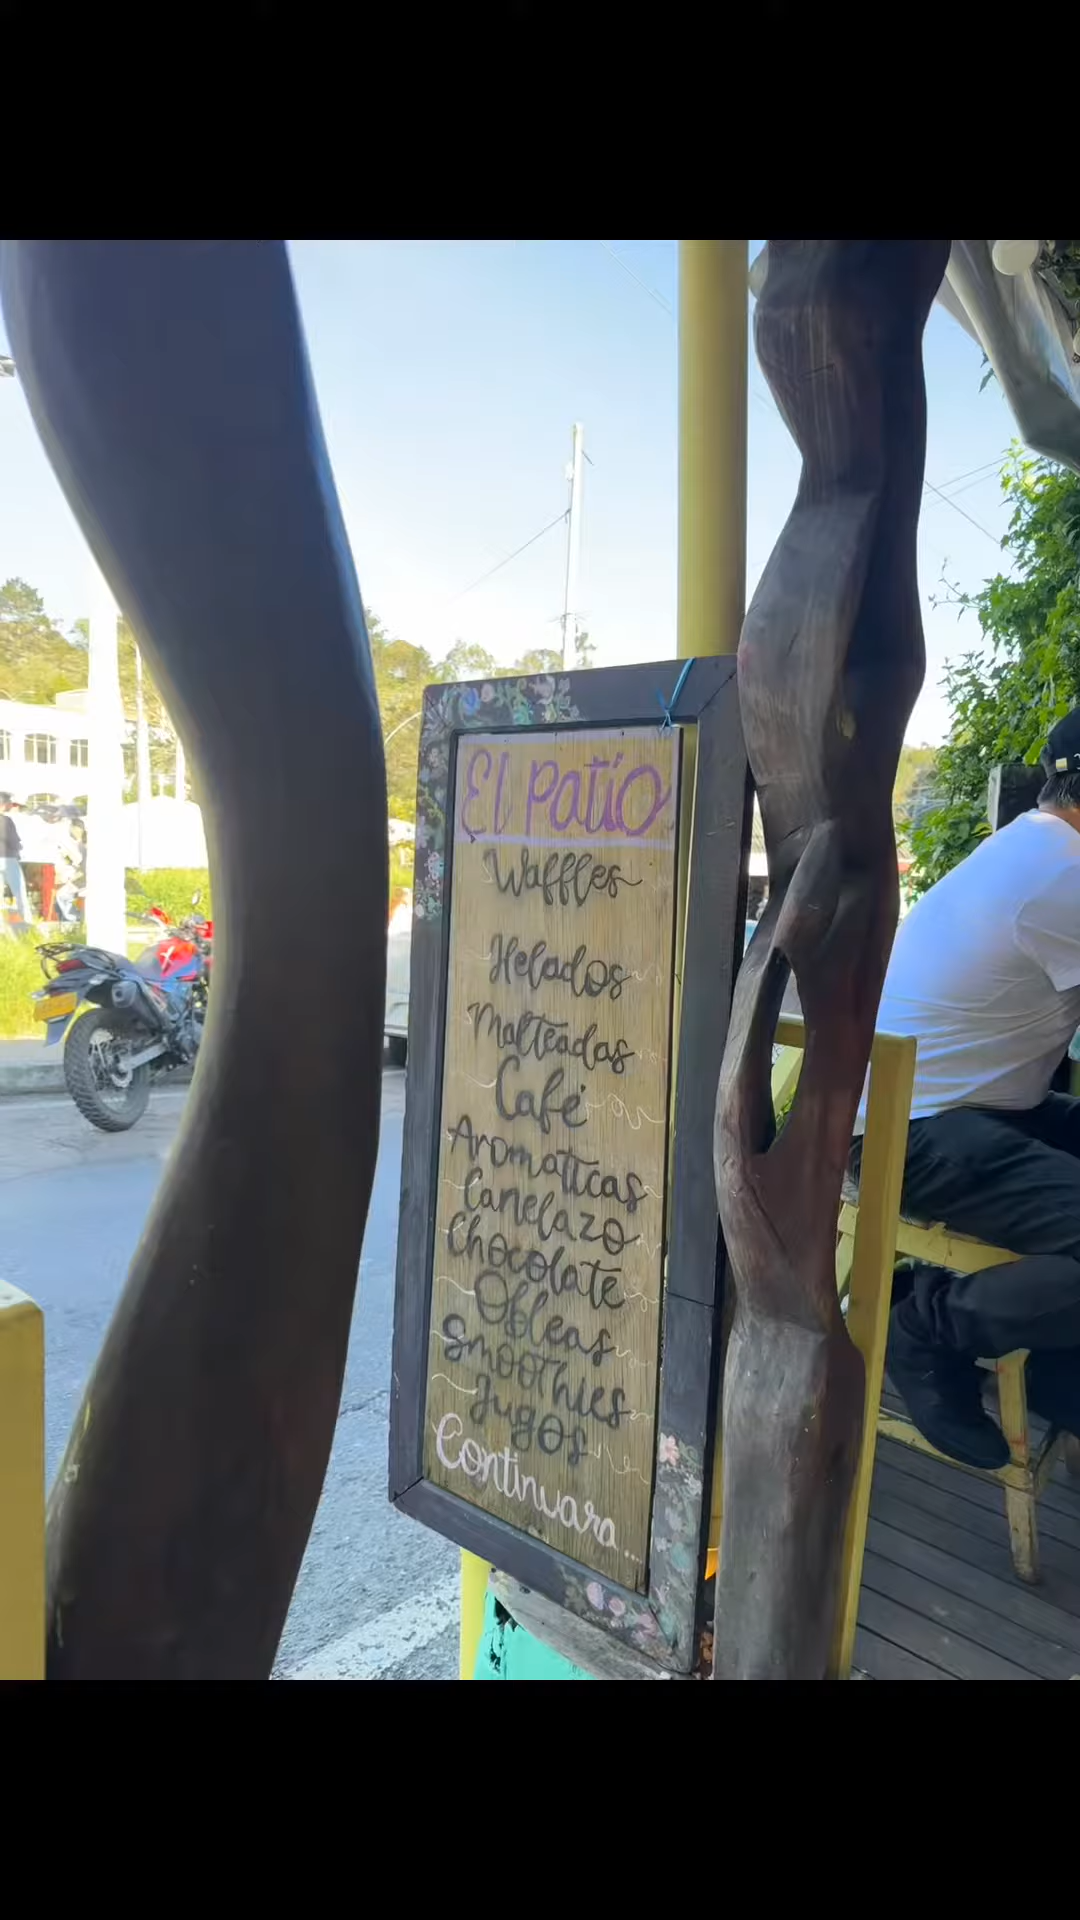 El Patio
Waffles
Helados
Malteadas
Café
Aromaticas
Canelazo
Chocolate
Obleas
Smoothies
Jugos
Continuara...